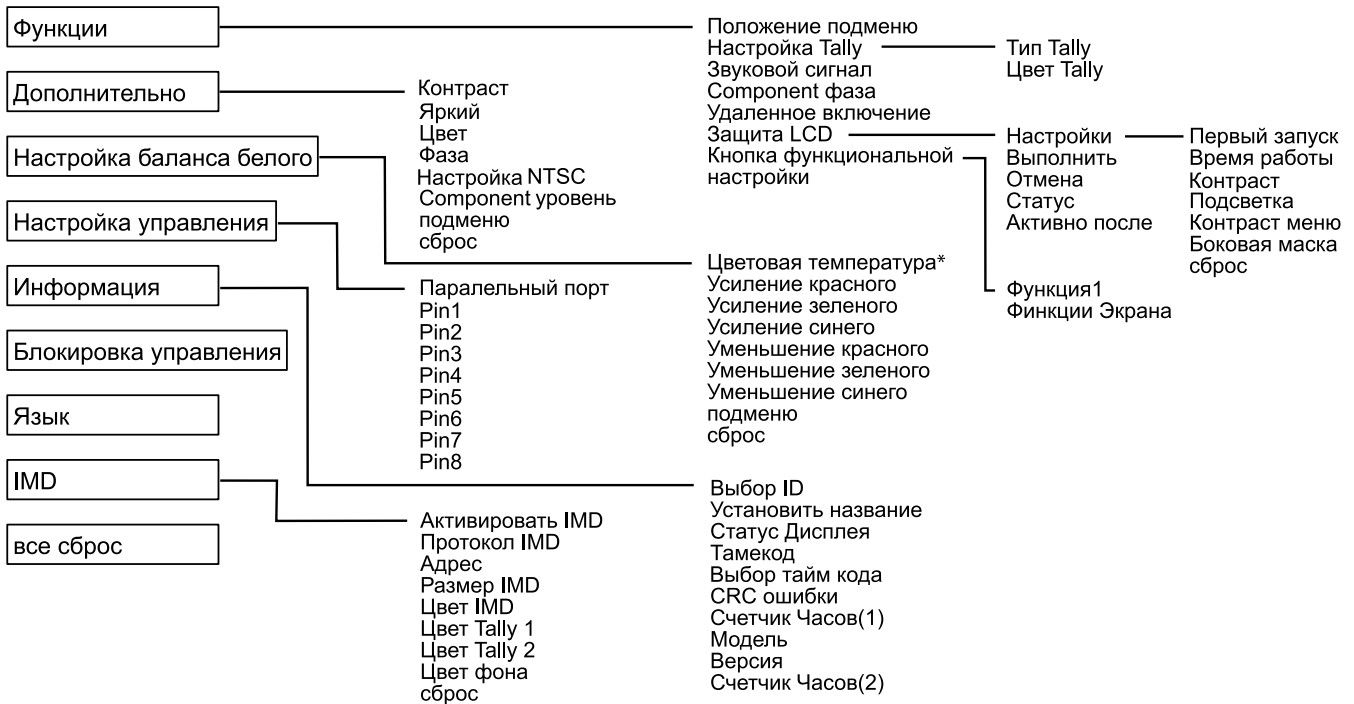 Функции
Дополнительно
Настройка баланса белого
Настройка управления
Информация
Блокировка управления
Язык
IMD
все сброс
Контраст
Яркий
Цвет
Фаза
Настройка NTSC
Component уровень
подменю
сброс
Паралельный порт
Pin1
Pin2
Pin3
Pin4
Pin5
Pin6
Pin7
Pin8
Активировать IMD
Протокол IMD
Адрес
Размер IMD
Цвет IMD
Цвет Tally 1
Цвет Tally 2
Цвет фона
сброс
Положение подменю
Настройка Tally
Звуковой сигнал
Component фаза
Удаленное включение
Защита LCD
Кнопка функциональной
настройки
Цветовая температура*
Усиление красного
Усиление зеленого
Усиление синего
Уменьшение красного
Уменьшение зеленого
Уменьшение синего
подменю
сброс
Выбор ID
Установить название
Статус Дисплея
Тамекод
Выбор тайм кода
CRC ошибки
Счетчик Часов(1)
Модель
Версия
Счетчик Часов(2)
Тип Tally
Цвет Tally
Настройки
Выполнить
Отмена
Статус
Активно после
Функция1
Финкции Экрана
Первый запуск
Время работы
Контраст
Подсветка
Контраст меню
Боковая маска
сброс